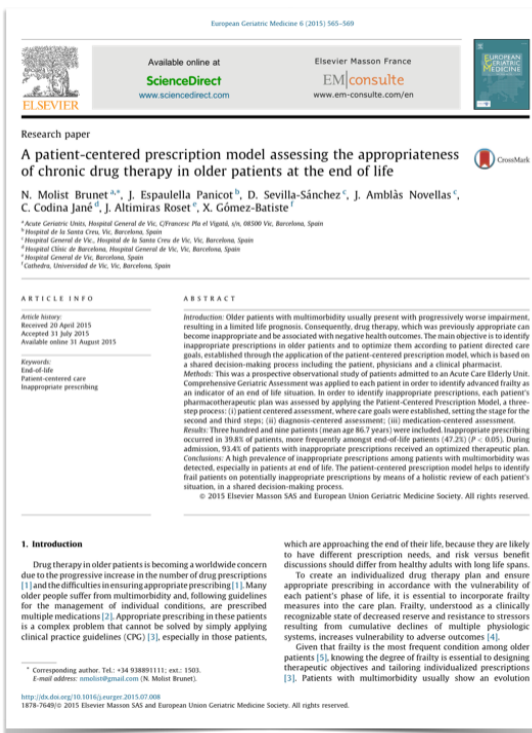 European Geriatric Medicine 6 (2015) 565–569
ELSEVIER
Available online at
ScienceDirect
www.sciencedirect.com
Elsevier Masson France
EM|consulte
www.em-consulte.com/en
EUROPEAN
GERIATRIC
MEDICINE
Research paper
A patient-centered prescription model assessing the appropriateness
of chronic drug therapy in older patients at the end of life
CrossMark
N. Molist Brunet a,*, J. Espaulella Panicot b, D. Sevilla-Sánchez c, J. Amblàs Novellas c,
C. Codina Jané d, J. Altimiras Roset e, X. Gómez-Batiste f
a Acute Geriatric Units, Hospital General de Vic, C/Francesc Pla el Vigatà, s/n, 08500 Vic, Barcelona, Spain
b Hospital de la Santa Creu, Vic, Barcelona, Spain
c Hospital General de Vic., Hospital de la Santa Creu de Vic, Vic, Barcelona, Spain
d Hospital Clínic de Barcelona, Hospital General de Vic, Vic, Barcelona, Spain
e Hospital General de Vic, Barcelona, Spain
f Cathedra, Universidad de Vic, Vic, Barcelona, Spain
ARTICLE INFO
Article history:
Received 20 April 2015
Accepted 31 July 2015
Available online 31 August 2015
Keywords:
End-of-life
Patient-centered care
Inappropriate prescribing
ABSTRACT
Introduction: Older patients with multimorbidity usually present with progressively worse impairment,
resulting in a limited life prognosis. Consequently, drug therapy, which was previously appropriate can
become inappropriate and be associated with negative health outcomes. The main objective is to identify
inappropriate prescriptions in older patients and to optimize them according to patient directed care
goals, established through the application of the patient-centered prescription model, which is based on
a shared decision-making process including the patient, physicians and a clinical pharmacist.
Methods: This was a prospective observational study of patients admitted to an Acute Care Elderly Unit.
Comprehensive Geriatric Assessment was applied to each patient in order to identify advanced frailty as
an indicator of an end of life situation. In order to identify inappropriate prescriptions, each patient's
pharmacotherapeutic plan was assessed by applying the Patient-Centered Prescription Model, a three-
step process: (i) patient centered assessment, where care goals were established, setting the stage for the
second and third steps; (ii) diagnosis-centered assessment; (iii) medication-centered assessment.
Results: Three hundred and nine patients (mean age 86.7 years) were included. Inappropriate prescribing
occurred in 39.8% of patients, more frequently amongst end-of-life patients (47.2%) (P < 0.05). During
admission, 93.4% of patients with inappropriate prescriptions received an optimized therapeutic plan.
Conclusions: A high prevalence of inappropriate prescriptions among patients with multimorbidity was
detected, especially in patients at end of life. The patient-centered prescription model helps to identify
frail patients on potentially inappropriate prescriptions by means of a holistic review of each patient's
situation, in a shared decision-making process.
© 2015 Elsevier Masson SAS and European Union Geriatric Medicine Society. All rights reserved.
1. Introduction
Drug therapy in older patients is becoming a worldwide concern
due to the progressive increase in the number of drug prescriptions
[1] and the difficulties in ensuring appropriate prescribing [1]. Many
older people suffer from multimorbidity and, following guidelines
for the management of individual conditions, are prescribed
multiple medications [2]. Appropriate prescribing in these patients
is a complex problem that cannot be solved by simply applying
clinical practice guidelines (CPG) [3], especially in those patients,
* Corresponding author. Tel.: +34 938891111; ext.: 1503.
E-mail address: nmolist@gmail.com (N. Molist Brunet).
which are approaching the end of their life, because they are likely
to have different prescription needs, and risk versus benefit
discussions should differ from healthy adults with long life spans.
To create an individualized drug therapy plan and ensure
appropriate prescribing in accordance with the vulnerability of
each patient's phase of life, it is essential to incorporate frailty
measures into the care plan. Frailty, understood as a clinically
recognizable state of decreased reserve and resistance to stressors
resulting from cumulative declines of multiple physiologic
systems, increases vulnerability to adverse outcomes [4].
Given that frailty is the most frequent condition among older
patients [5], knowing the degree of frailty is essential to designing
therapeutic objectives and tailoring individualized prescriptions
[3]. Patients with multimorbidity usually show an evolution
http://dx.doi.org/10.1016/j.eurger.2015.07.008
1878-7649/© 2015 Elsevier Masson SAS and European Union Geriatric Medicine Society. All rights reserved.